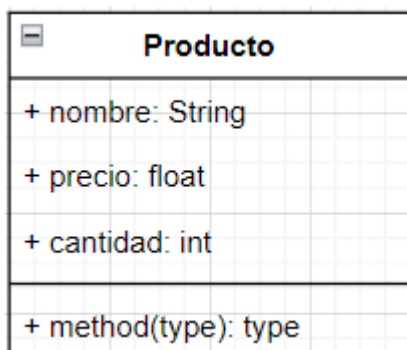 Producto
+ nombre: String
+ precio: float
+ cantidad: int
+ method(type): type